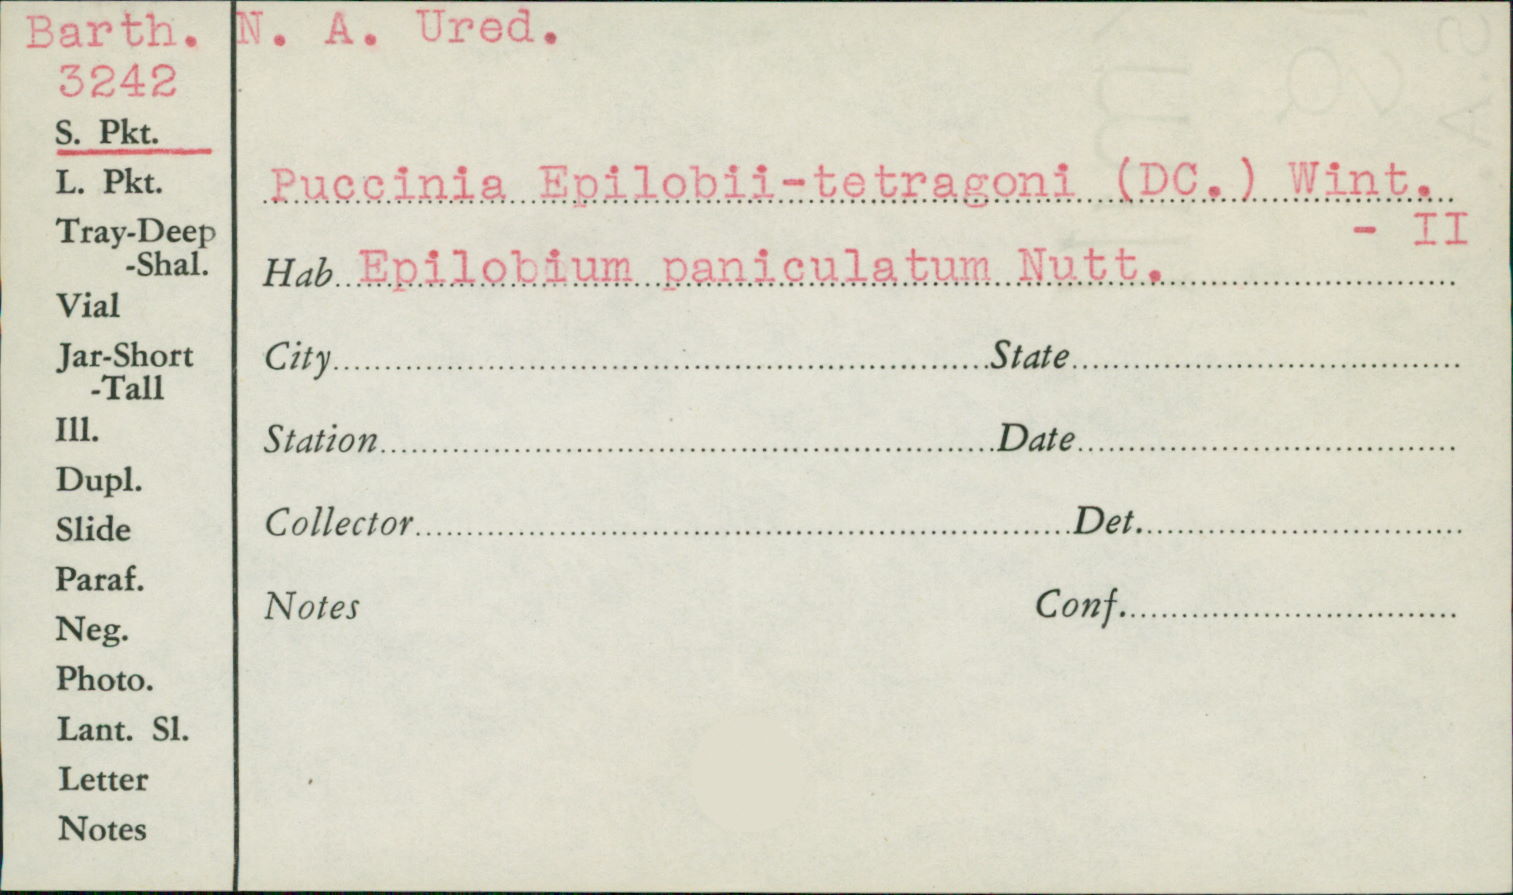 Barth. N. A. Ured.
3242
S. Pkt.
L. Pkt.
Tray-Deep
-Shal.
Vial
Jar-Short
-Tall
Ill.
Dupl.
Slide
Paraf.
Neg.
Photo.
Lant. Sl.
Letter
Notes
Puccinia Epilobii-tetragoni (DC.) Wint.
- II
Hab. Epilobium paniculatum Nutt.
City State
Station Date
Collector Det.
Notes Conf.